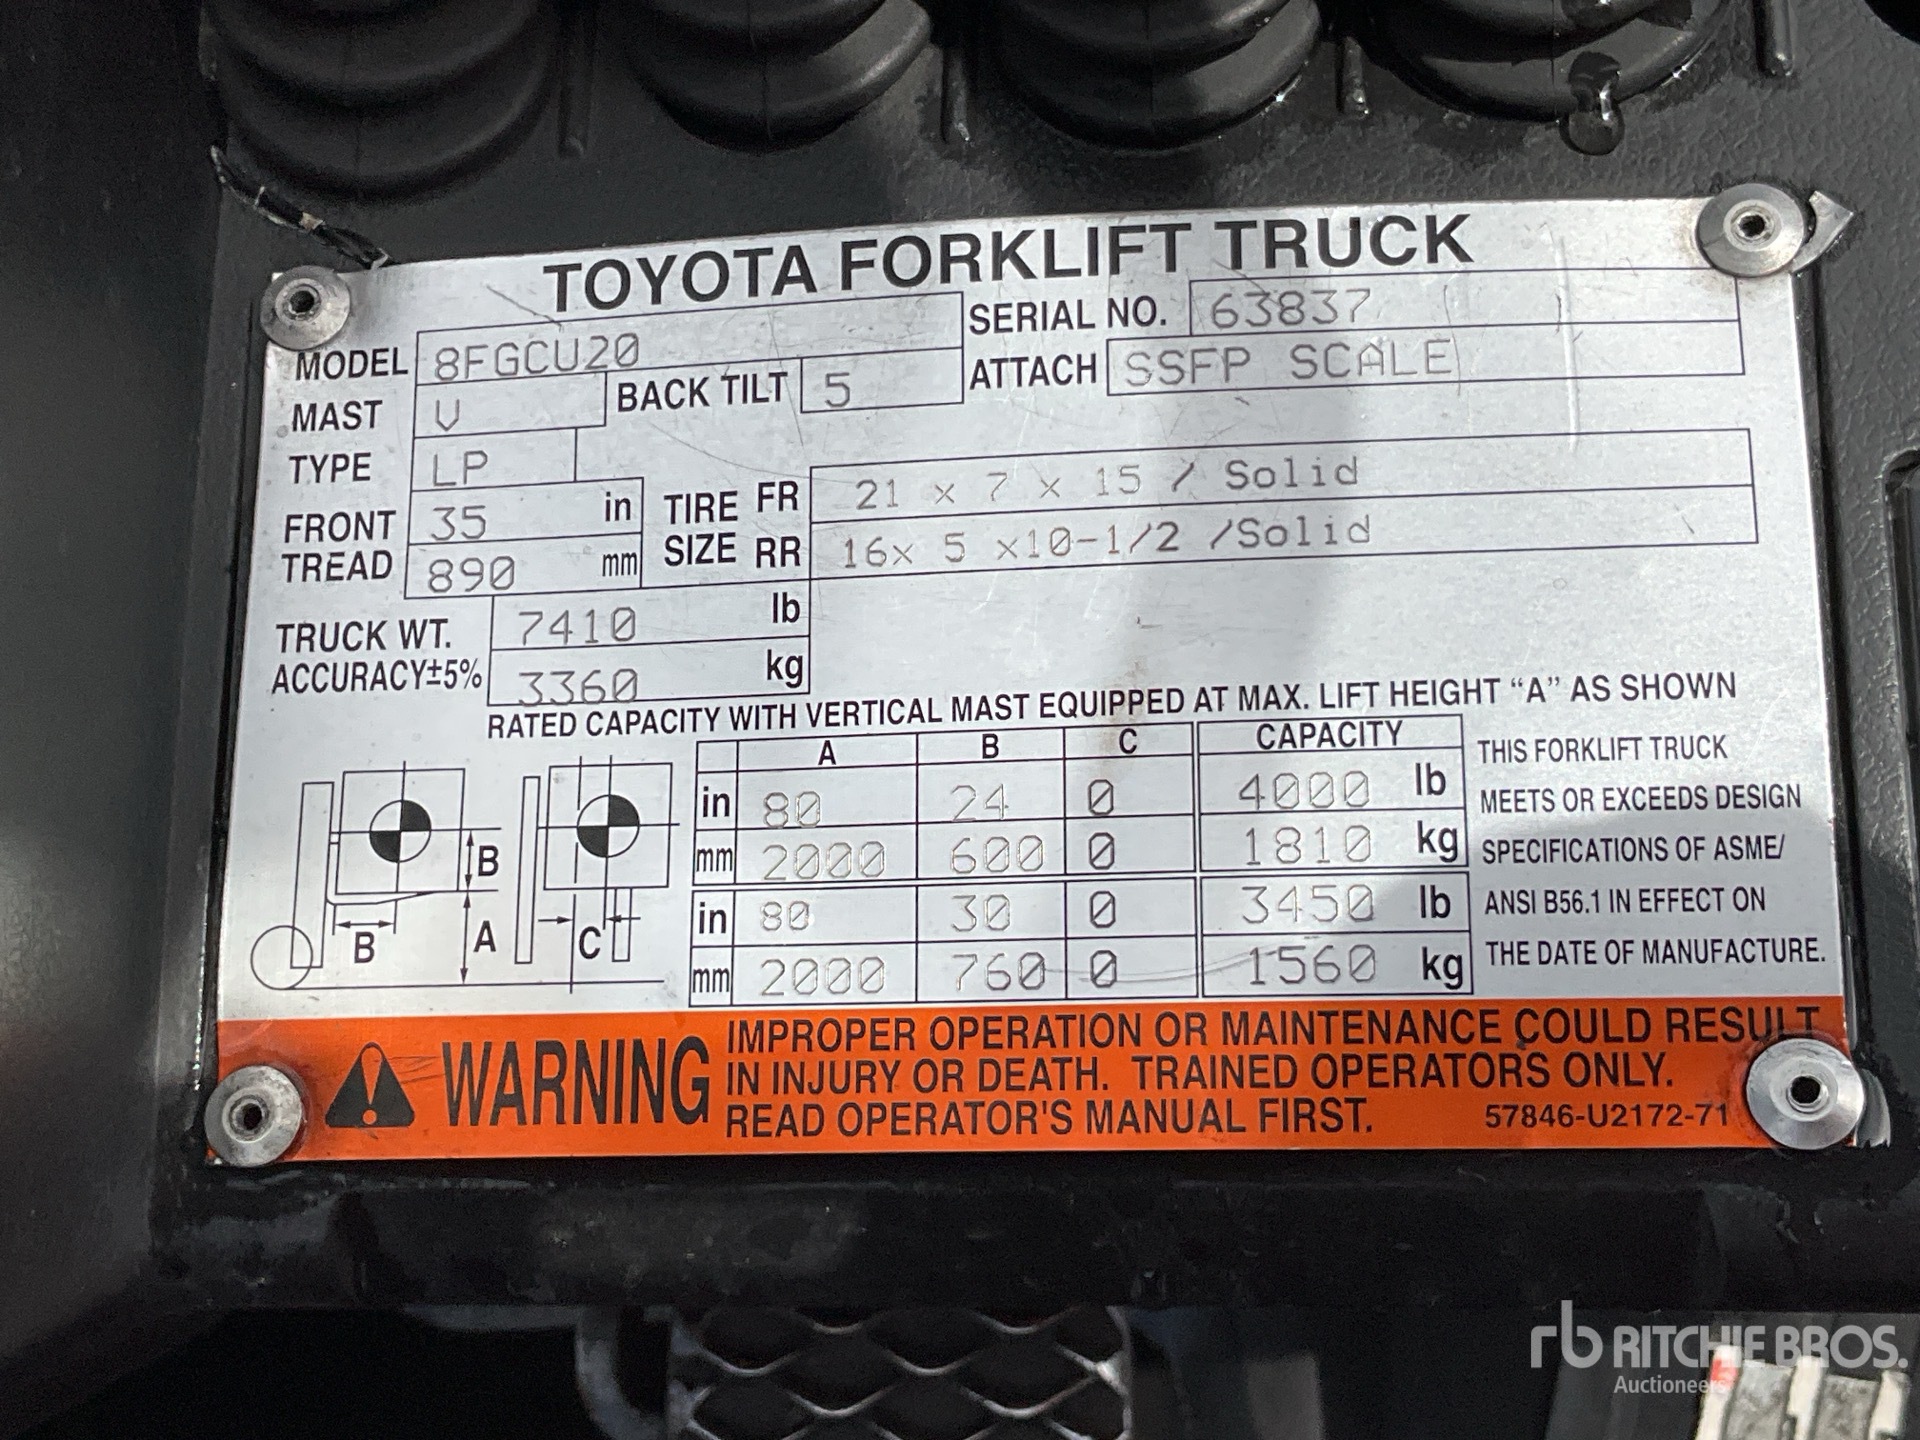 TOYOTA FORKLIFT TRUCK
MODEL 8FGCU20 SERIAL NO. 63837
MAST V BACK TILT 5 ATTACH SSFP SCALE
TYPE LP
FRONT TREAD 35 in 890 mm
TIRE SIZE FR 21 x 7 x 15 / Solid
RR 16x 5 x10-1/2 /Solid
TRUCK WT. 7410 lb
ACCURACY±5% 3360 kg
RATED CAPACITY WITH VERTICAL MAST EQUIPPED AT MAX. LIFT HEIGHT “A” AS SHOWN
A B C CAPACITY
in 80 24 0 4000 lb
mm 2000 600 0 1810 kg
in 80 30 0 3450 lb
mm 2000 760 0 1560 kg
B
B A C
THIS FORKLIFT TRUCK
MEETS OR EXCEEDS DESIGN
SPECIFICATIONS OF ASME/
ANSI B56.1 IN EFFECT ON
THE DATE OF MANUFACTURE.
WARNING
IMPROPER OPERATION OR MAINTENANCE COULD RESULT
IN INJURY OR DEATH. TRAINED OPERATORS ONLY.
READ OPERATOR'S MANUAL FIRST. 57846-U2172-71
rb RITCHIE BROS.
Auctioneers